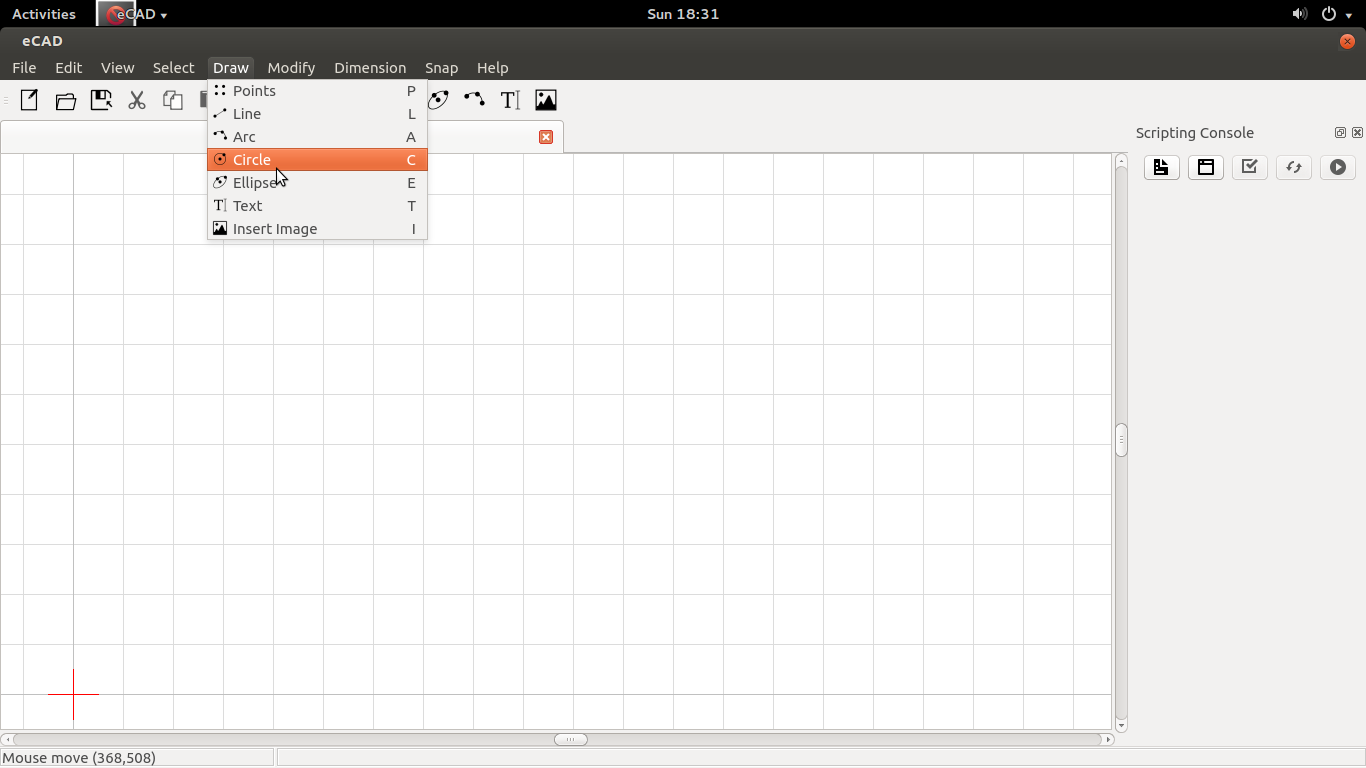 Activities eCAD Sun 18:31
eCAD
File Edit View Select Draw Modify Dimension Snap Help
Points P
Line L
Arc A
Circle C
Ellipse E
Text T
Insert Image I
Scripting Console
Mouse move (368,508)